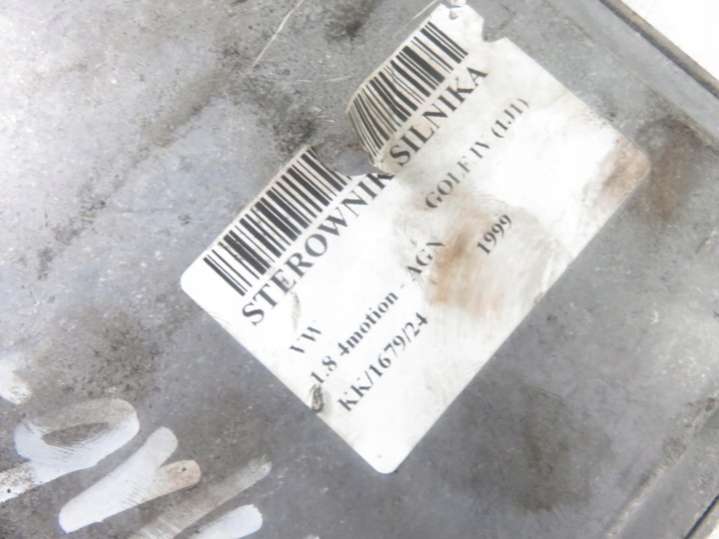 STEROWNIK SILNIKA
VW GOLF IV (1J1)
1.8 4motion - AGN 1999
KK/1679/24